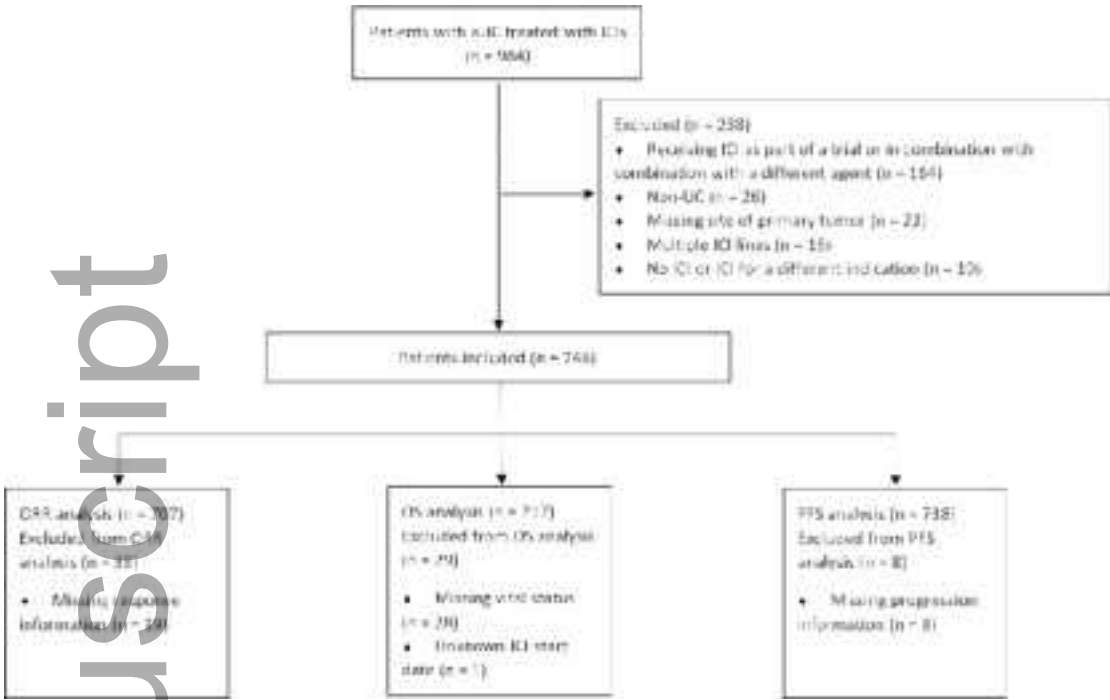 Patients with aUC treated with ICIs
(n = 984)
Excluded (n = 238)
• Receiving ICI as part of a trial or in combination with
combination with a different agent (n = 164)
• Non-UC (n = 26)
• Missing site of primary tumor (n = 22)
• Multiple ICI lines (n =
• No ICI or ICI for a different indication (n =
Patients included (n = 746)
ORR analysis (n = 707)
Excluded from ORR
analysis (n = 39)
• Missing response
information (n = 39)
OS analysis (n = 717)
Excluded from OS analysis
(n = 29)
• Missing vital status
(n = 28)
• Unknown ICI start
date (n = 1)
PFS analysis (n = 738)
Excluded from PFS
analysis (n = 8)
• Missing progression
information (n = 8)
uscript